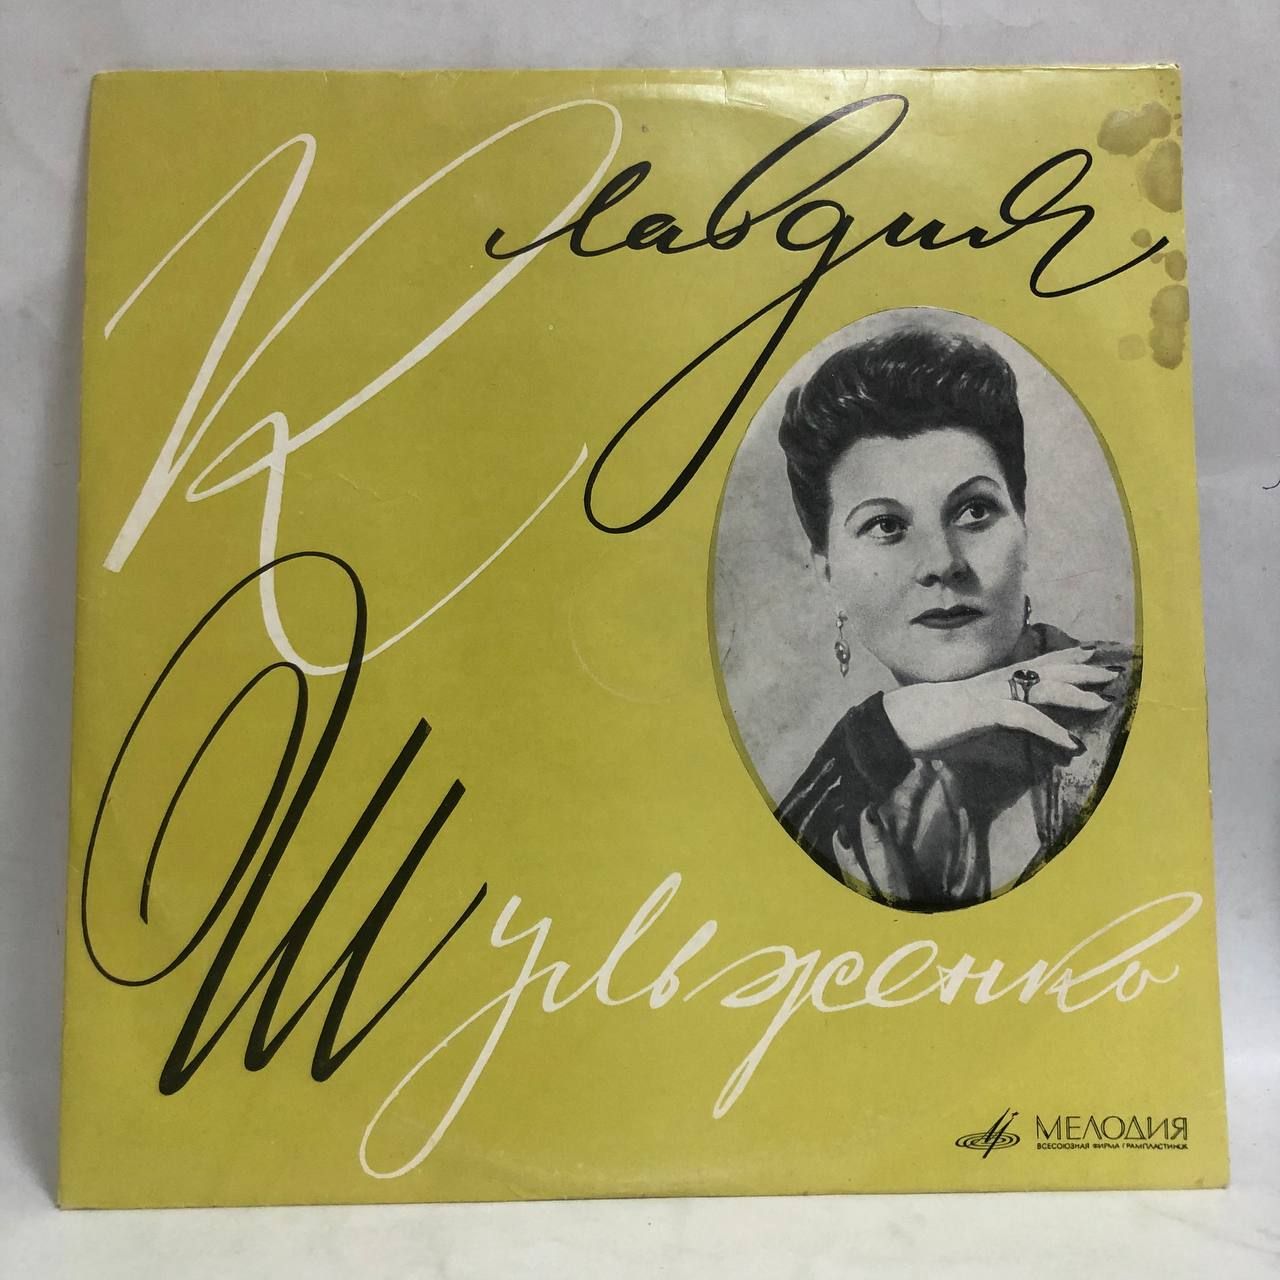 Клавдия
Шульженко
МЕЛОДИЯ
ВСЕСОЮЗНАЯ ФИРМА ГРАМПЛАСТИНОК